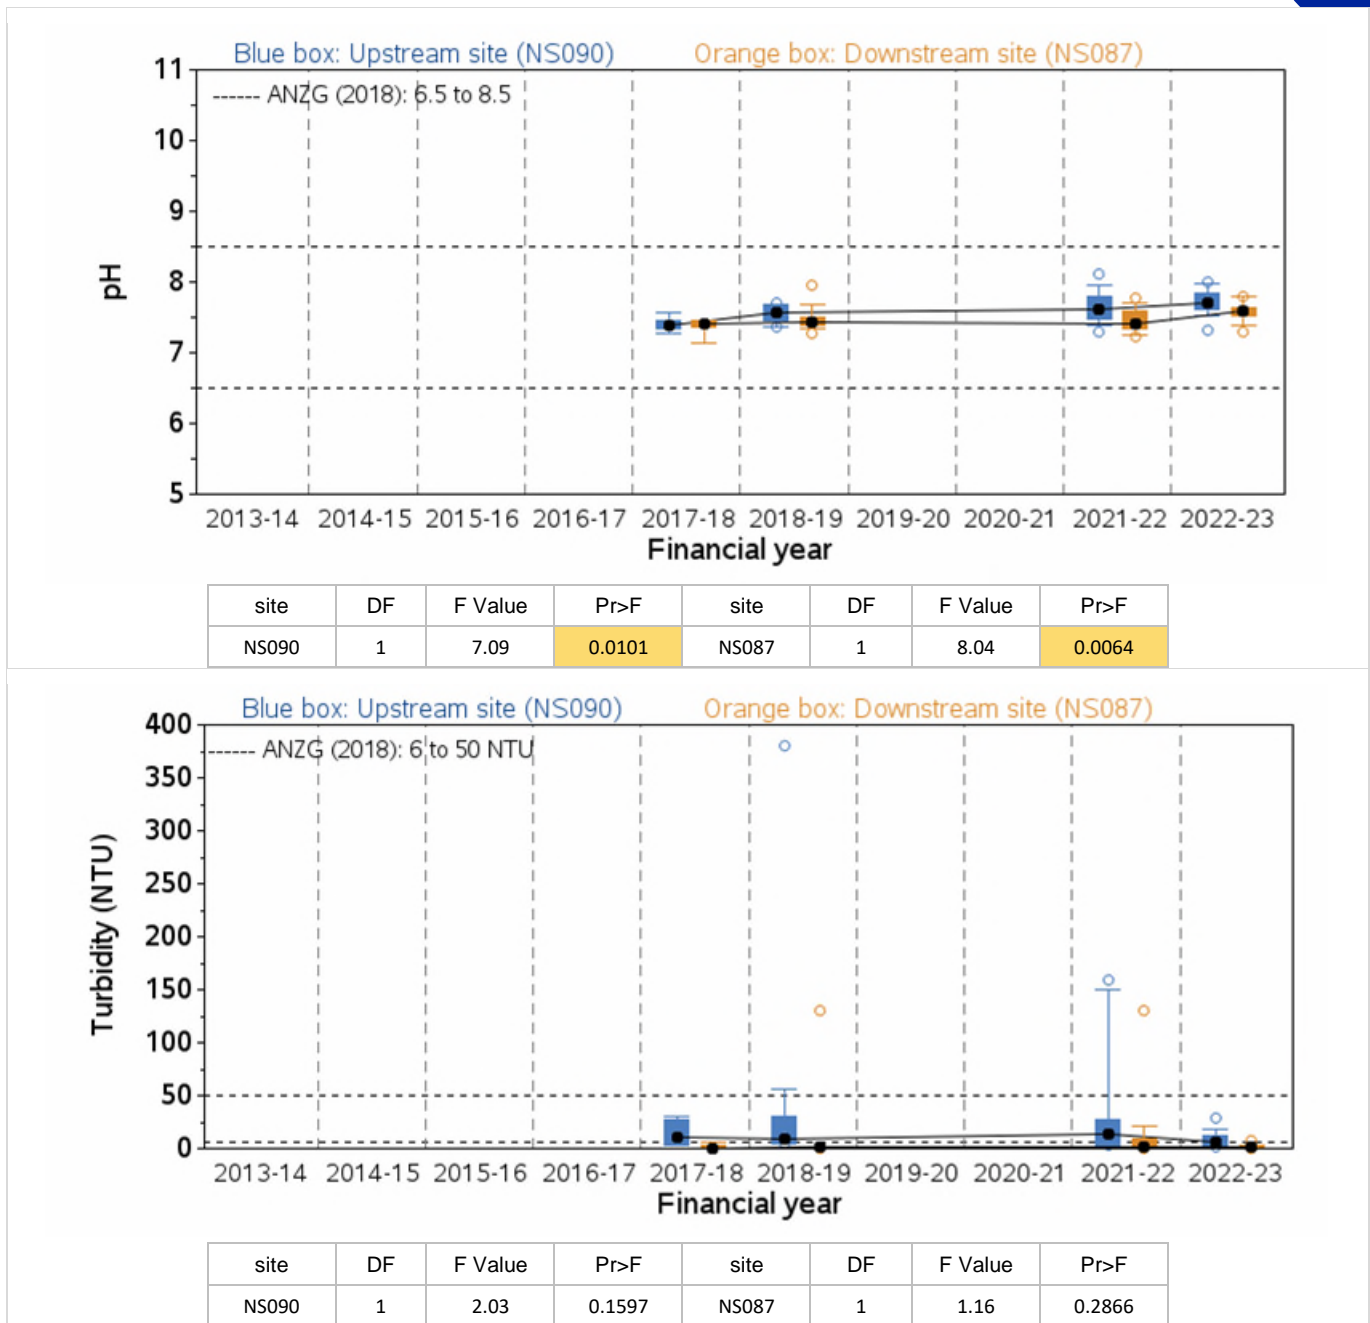 Blue box: Upstream site (NS090) Orange box: Downstream site (NS087)
------ ANZG (2018): 6.5 to 8.5
11
10
9
8
7
6
5
pH
2013-14 2014-15 2015-16 2016-17 2017-18 2018-19 2019-20 2020-21 2021-22 2022-23
Financial year
site DF F Value Pr>F site DF F Value Pr>F
NS090 1 7.09 0.0101 NS087 1 8.04 0.0064
Blue box: Upstream site (NS090) Orange box: Downstream site (NS087)
------ ANZG (2018): 6 to 50 NTU
400
350
300
250
200
150
100
50
0
Turbidity (NTU)
2013-14 2014-15 2015-16 2016-17 2017-18 2018-19 2019-20 2020-21 2021-22 2022-23
Financial year
site DF F Value Pr>F site DF F Value Pr>F
NS090 1 2.03 0.1597 NS087 1 1.16 0.2866